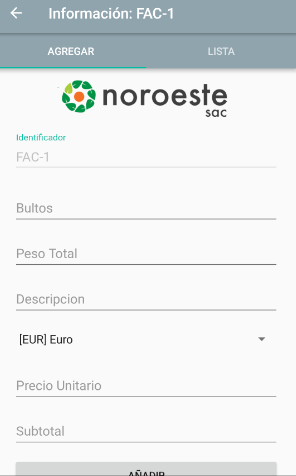 Información: FAC-1
AGREGAR LISTA
noroeste
sac
Identificador
FAC-1
Bultos
Peso Total
Descripcion
[EUR] Euro
Precio Unitario
Subtotal
AÑADIR